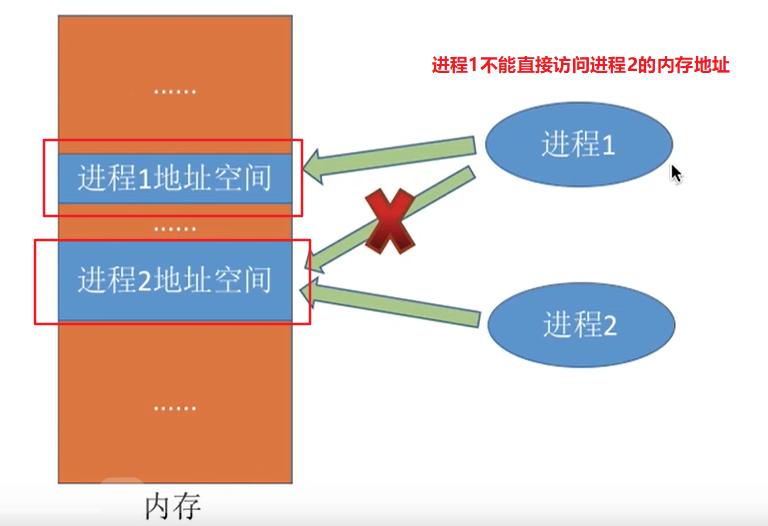 进程1不能直接访问进程2的内存地址
……
进程1
进程1地址空间
……
进程2地址空间
进程2
……
内存